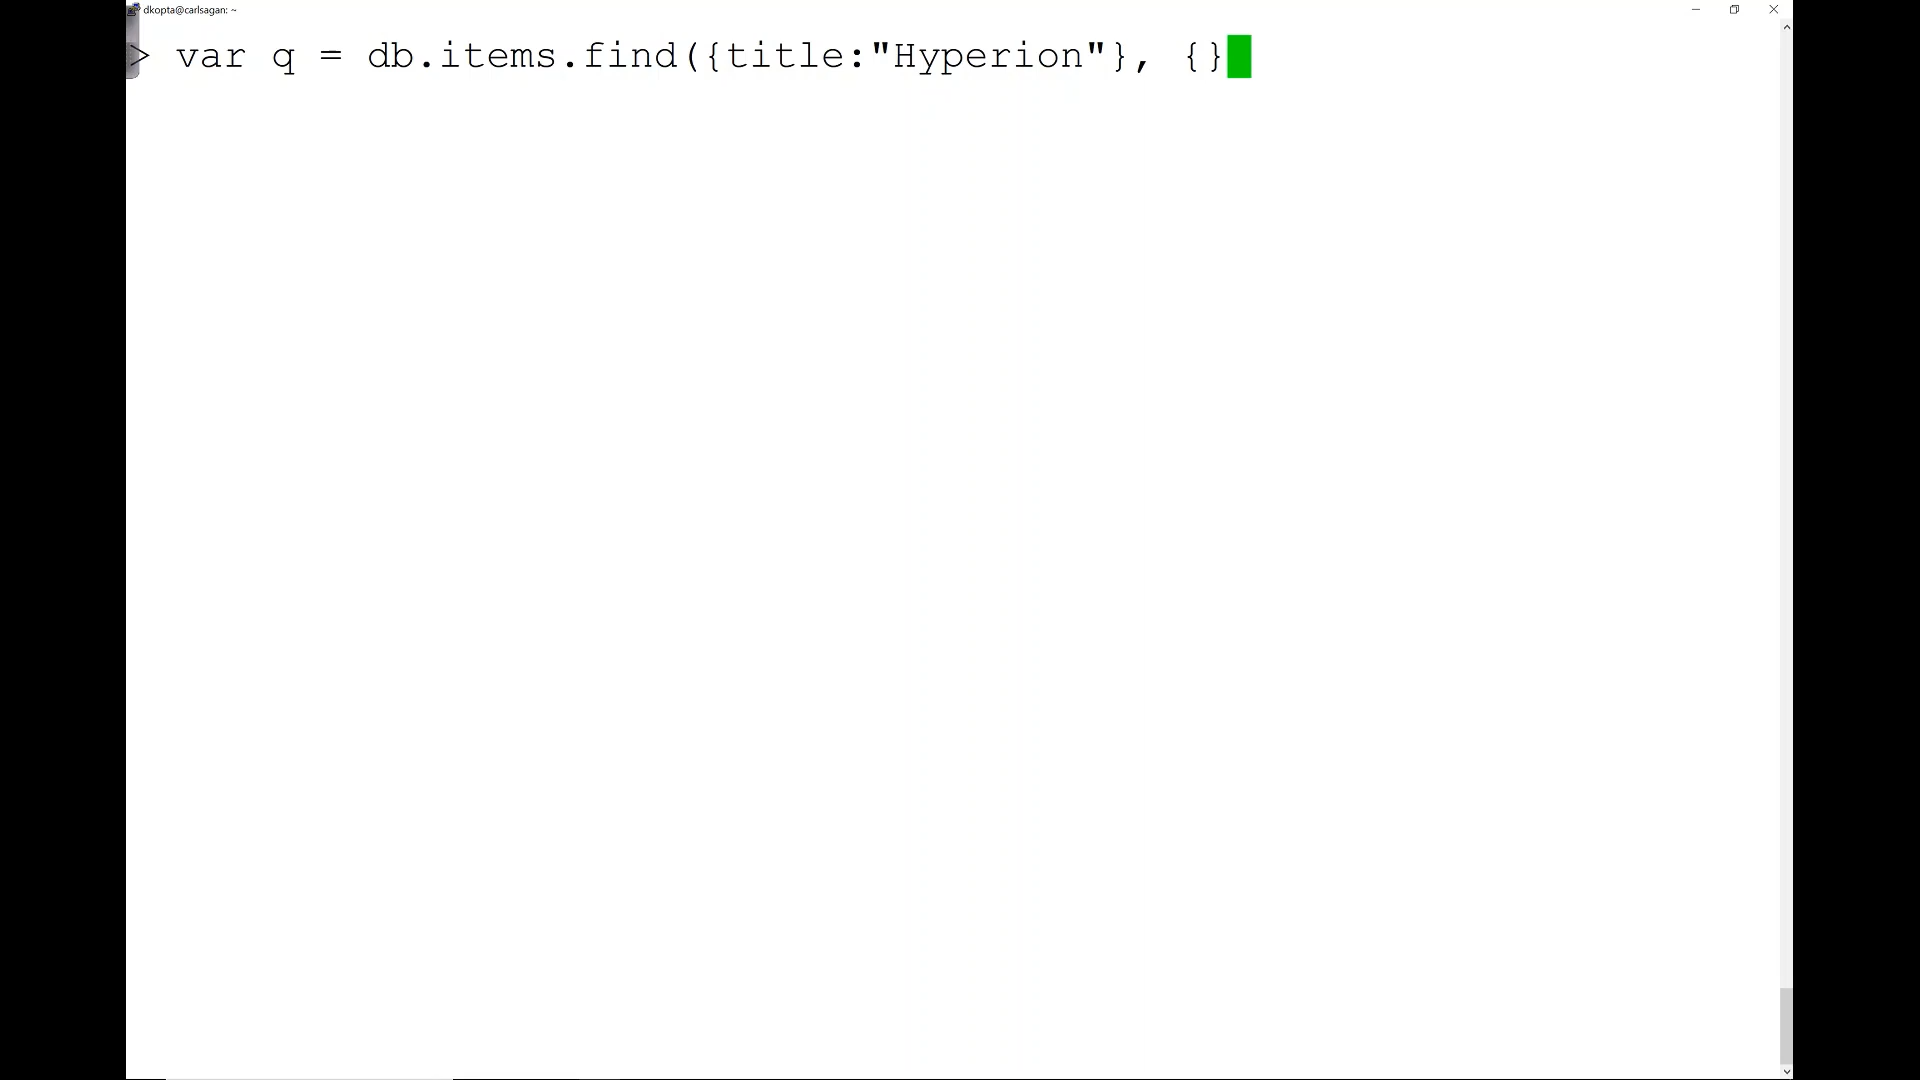 dkopta@carlsagan: ~
> var q = db.items.find({title:"Hyperion"}, {}